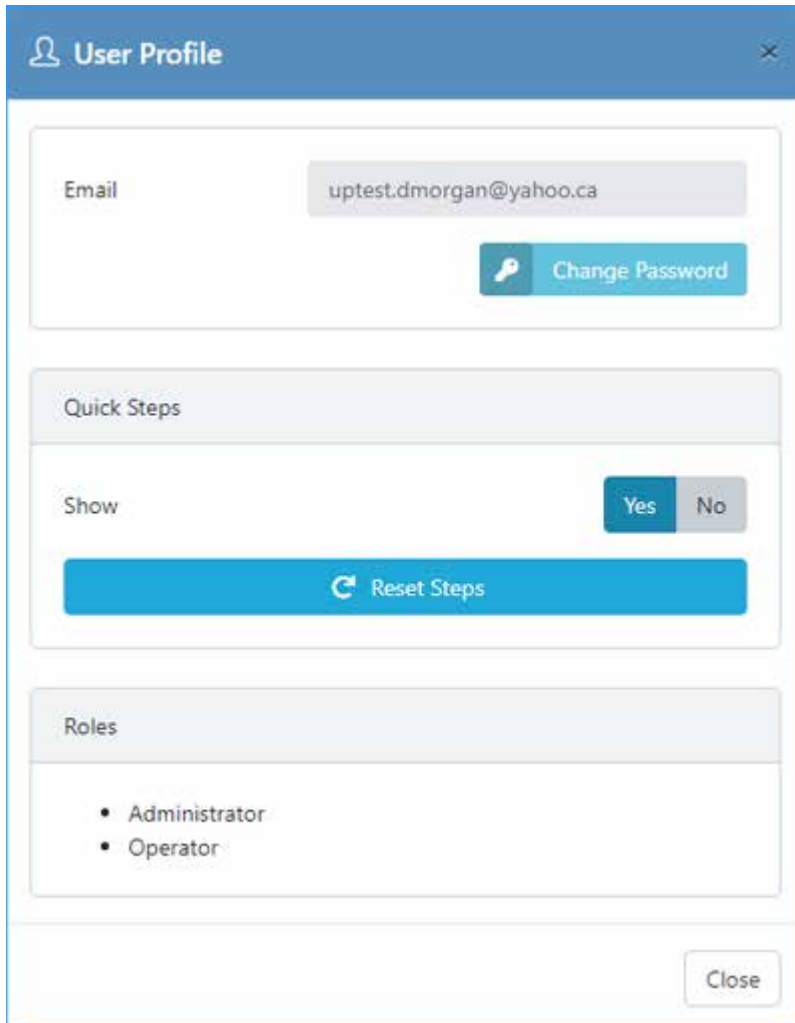 User Profile
Email
uptest.dmorgan@yahoo.ca
Change Password
Quick Steps
Show
Yes No
Reset Steps
Roles
• Administrator
• Operator
Close